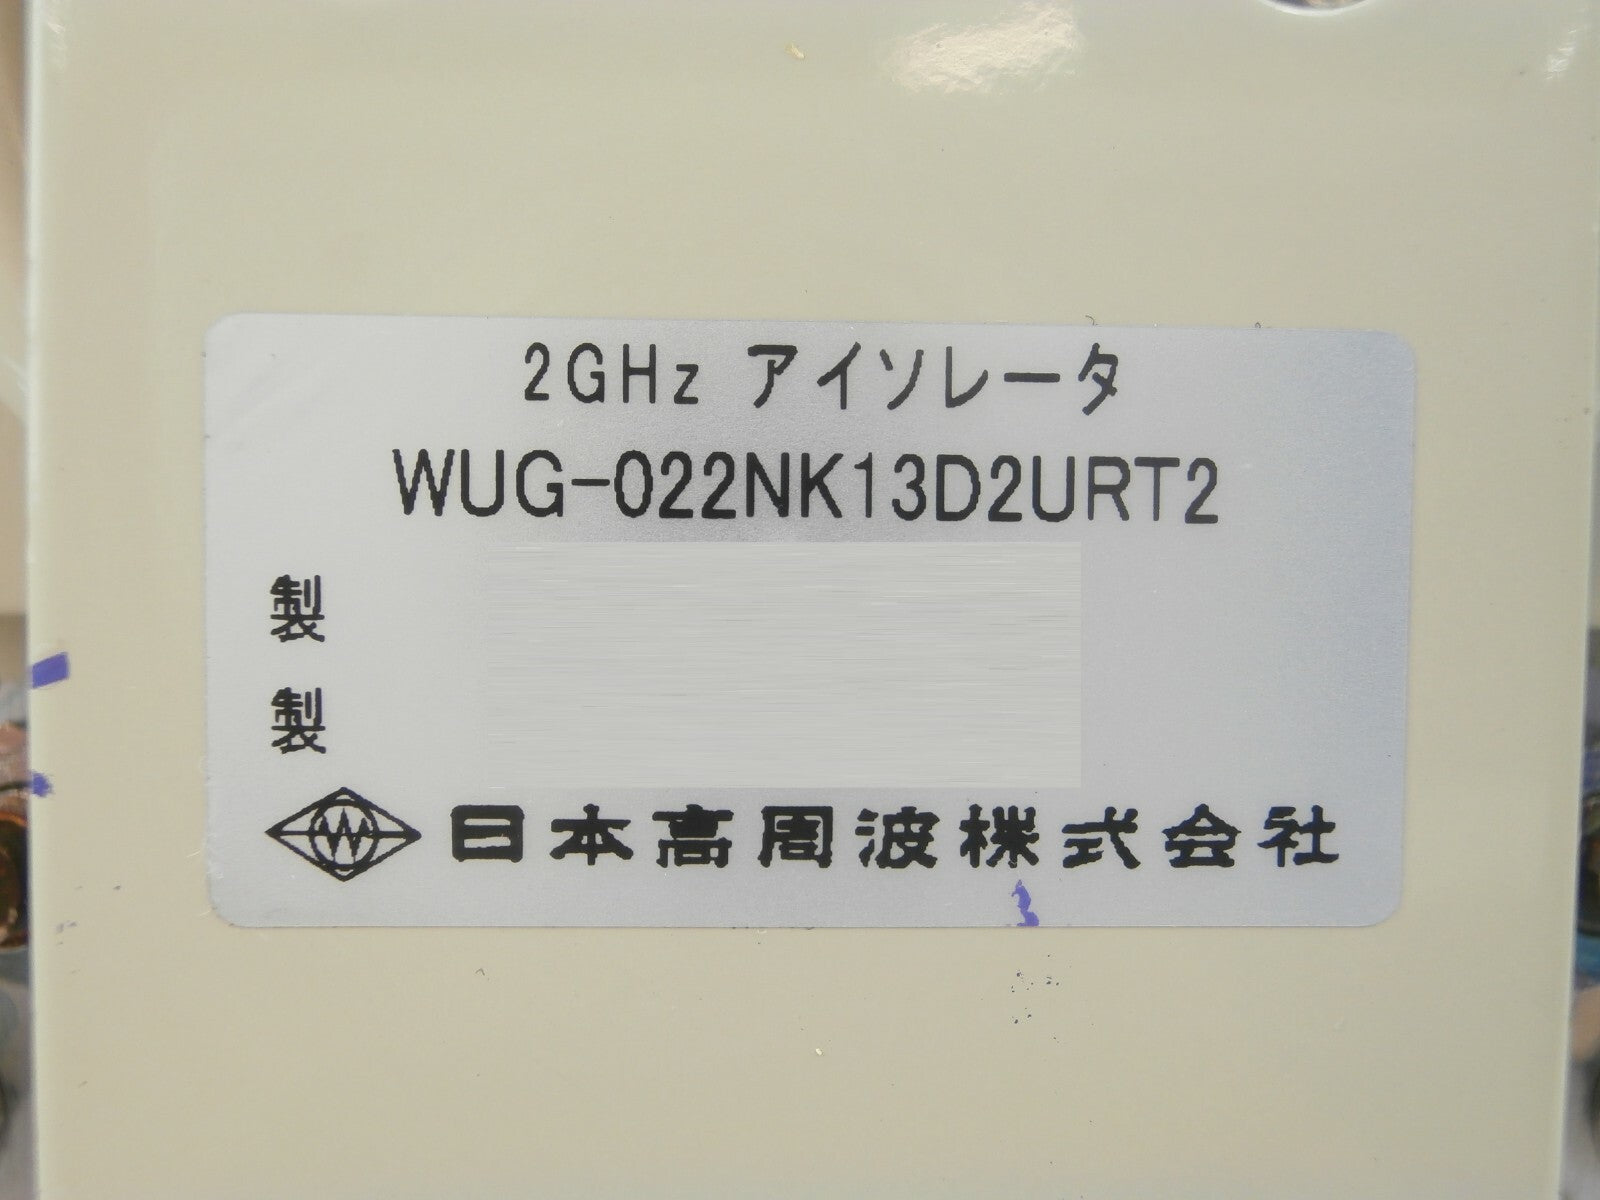 2GHz アイソレータ
WUG-022NK13D2URT2
製
製
W 日本高周波株式会社